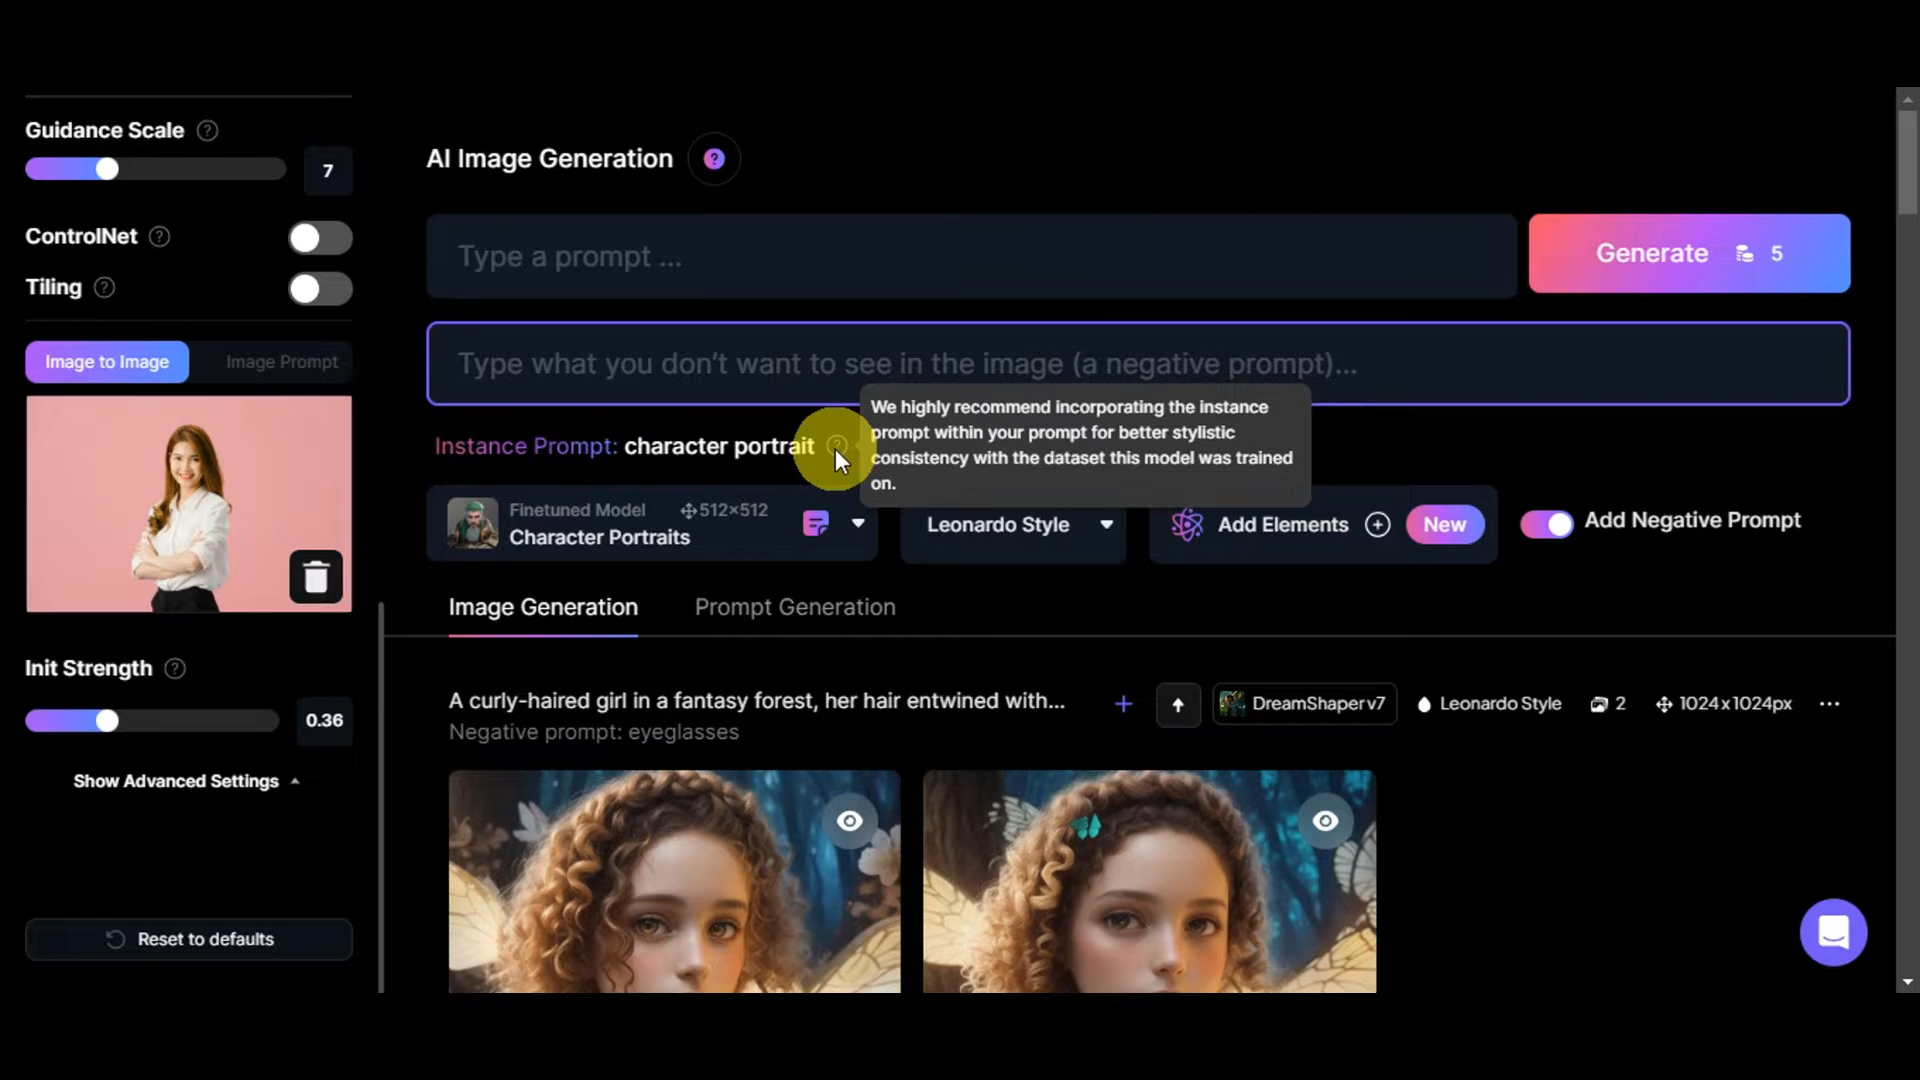 Guidance Scale ?
7
ControlNet ?
Tiling ?
Image to Image
Image Prompt
Init Strength ?
0.36
Show Advanced Settings
Reset to defaults
AI Image Generation ?
Type a prompt ...
Generate 5
Type what you don't want to see in the image (a negative prompt)...
Instance Prompt: character portrait ?
We highly recommend incorporating the instance
prompt within your prompt for better stylistic
consistency with the dataset this model was trained
on.
Finetuned Model 512×512
Character Portraits
Leonardo Style
Add Elements
New
Add Negative Prompt
Image Generation
Prompt Generation
A curly-haired girl in a fantasy forest, her hair entwined with...
DreamShaper v7
Leonardo Style
2
1024x1024px
Negative prompt: eyeglasses